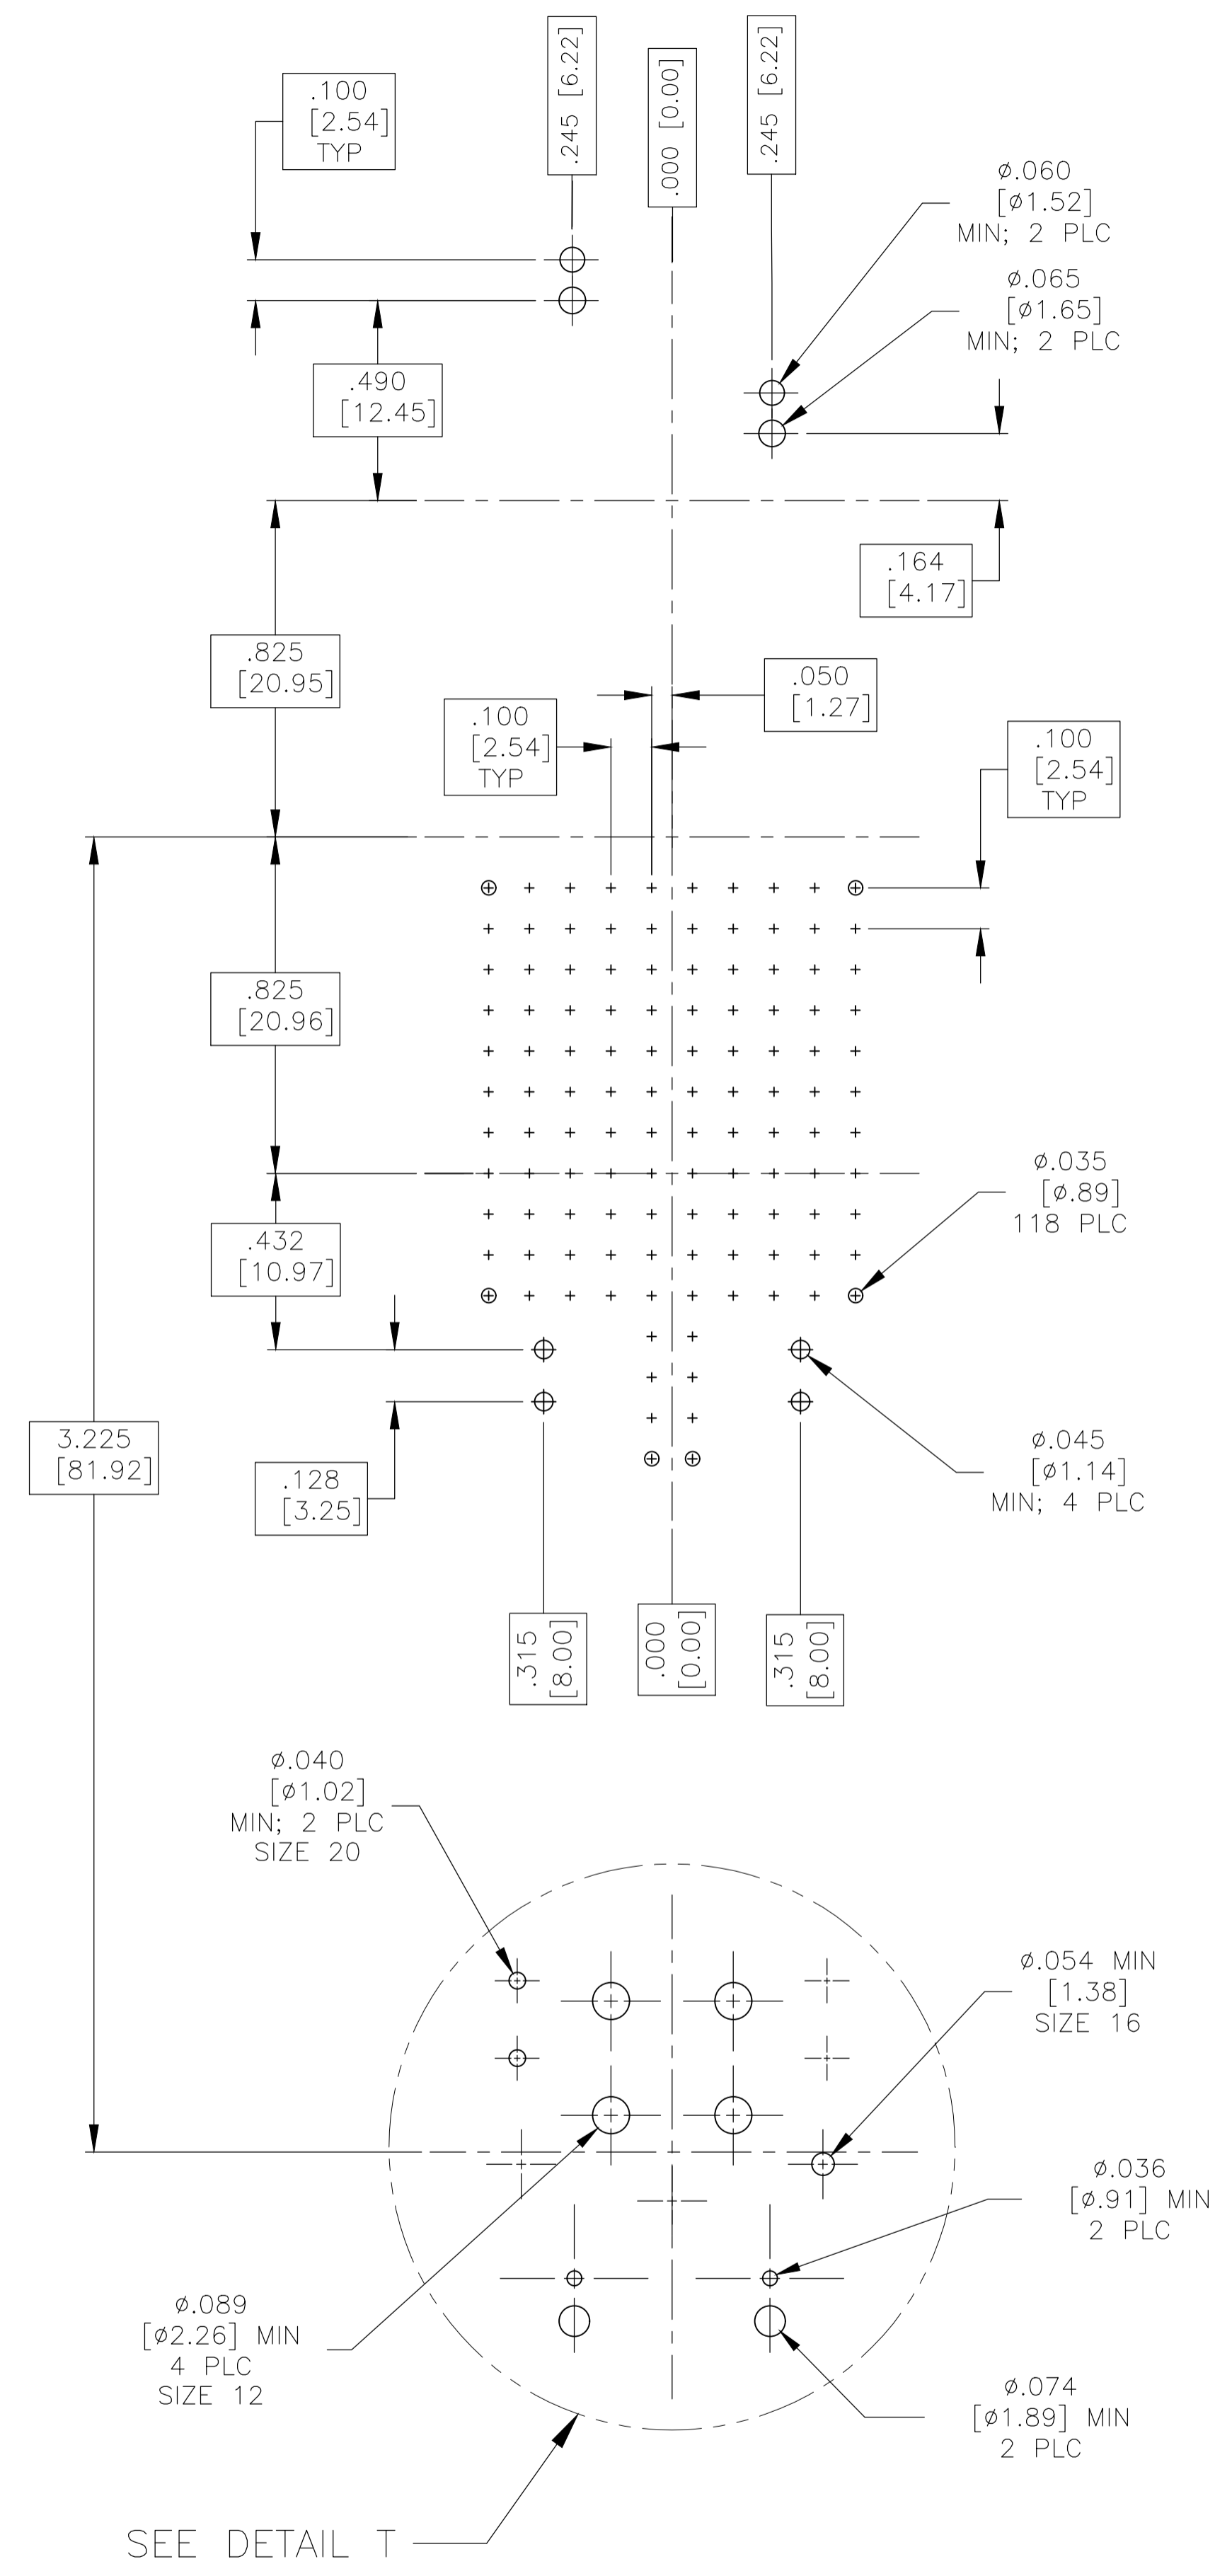 .245 [6.22]
.000 [0.00]
.245 [6.22]
.100
[2.54]
TYP
ø.060
[ø1.52]
MIN; 2 PLC
ø.065
[ø1.65]
MIN; 2 PLC
.490
[12.45]
.164
[4.17]
.825
[20.95]
.050
[1.27]
.100
[2.54]
TYP
.100
[2.54]
TYP
.825
[20.96]
ø.035
[ø.89]
118 PLC
.432
[10.97]
3.225
[81.92]
ø.045
[ø1.14]
MIN; 4 PLC
.128
[3.25]
.315
[8.00]
.000
[0.00]
.315
[8.00]
ø.040
[ø1.02]
MIN; 2 PLC
SIZE 20
ø.054 MIN
[1.38]
SIZE 16
ø.036
[ø.91] MIN
2 PLC
ø.089
[ø2.26] MIN
4 PLC
SIZE 12
ø.074
[ø1.89] MIN
2 PLC
SEE DETAIL T